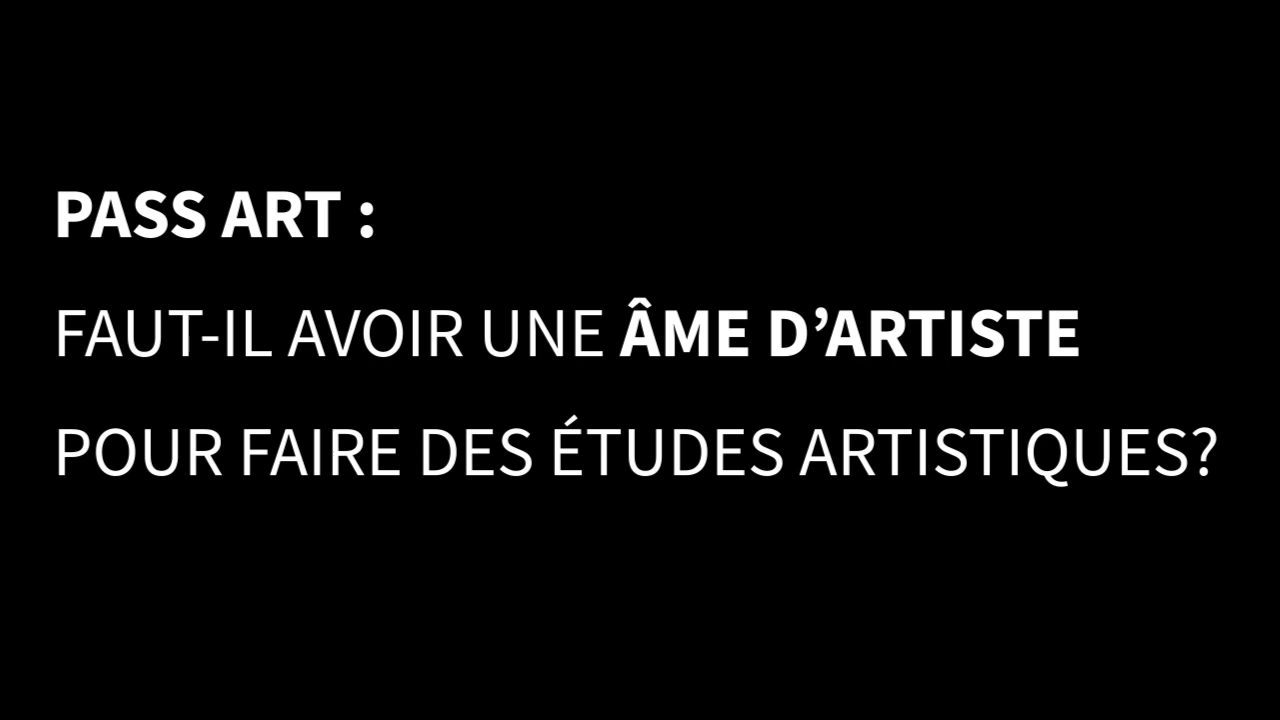 PASS ART :
FAUT-IL AVOIR UNE ÂME D’ARTISTE
POUR FAIRE DES ÉTUDES ARTISTIQUES?